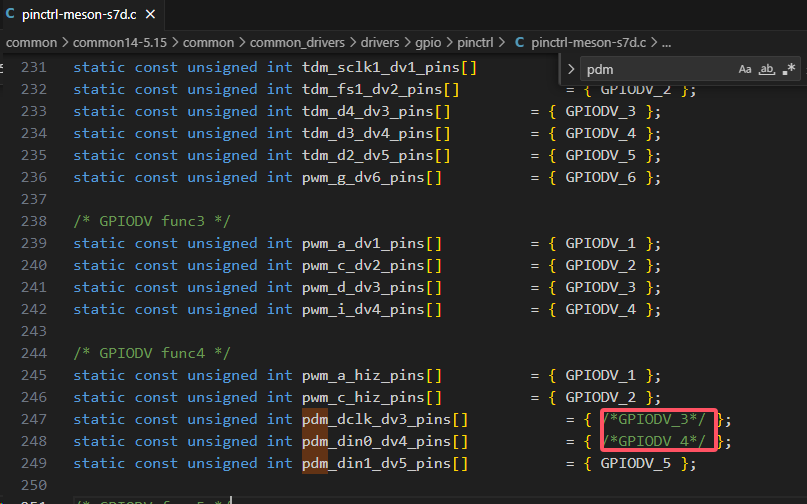 C pinctrl-meson-s7d.c ×
common > common14-5.15 > common > common_drivers > drivers > gpio > pinctrl > C pinctrl-meson-s7d.c > ...
> pdm Aa ab .*
231 static const unsigned int tdm_sclk1_dv1_pins[]
232 static const unsigned int tdm_fs1_dv2_pins[] = { GPIODV_2 };
233 static const unsigned int tdm_d4_dv3_pins[] = { GPIODV_3 };
234 static const unsigned int tdm_d3_dv4_pins[] = { GPIODV_4 };
235 static const unsigned int tdm_d2_dv5_pins[] = { GPIODV_5 };
236 static const unsigned int pwm_g_dv6_pins[] = { GPIODV_6 };
237
238 /* GPIODV func3 */
239 static const unsigned int pwm_a_dv1_pins[] = { GPIODV_1 };
240 static const unsigned int pwm_c_dv2_pins[] = { GPIODV_2 };
241 static const unsigned int pwm_d_dv3_pins[] = { GPIODV_3 };
242 static const unsigned int pwm_i_dv4_pins[] = { GPIODV_4 };
243
244 /* GPIODV func4 */
245 static const unsigned int pwm_a_hiz_pins[] = { GPIODV_1 };
246 static const unsigned int pwm_c_hiz_pins[] = { GPIODV_2 };
247 static const unsigned int pdm_dclk_dv3_pins[] = { /*GPIODV_3*/ };
248 static const unsigned int pdm_din0_dv4_pins[] = { /*GPIODV_4*/ };
249 static const unsigned int pdm_din1_dv5_pins[] = { GPIODV_5 };
250